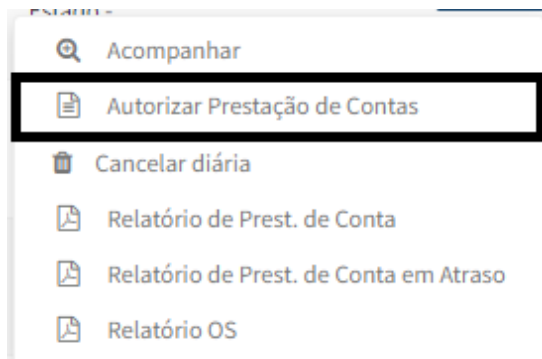 Estado -
Acompanhar
Autorizar Prestação de Contas
Cancelar diária
Relatório de Prest. de Conta
Relatório de Prest. de Conta em Atraso
Relatório OS